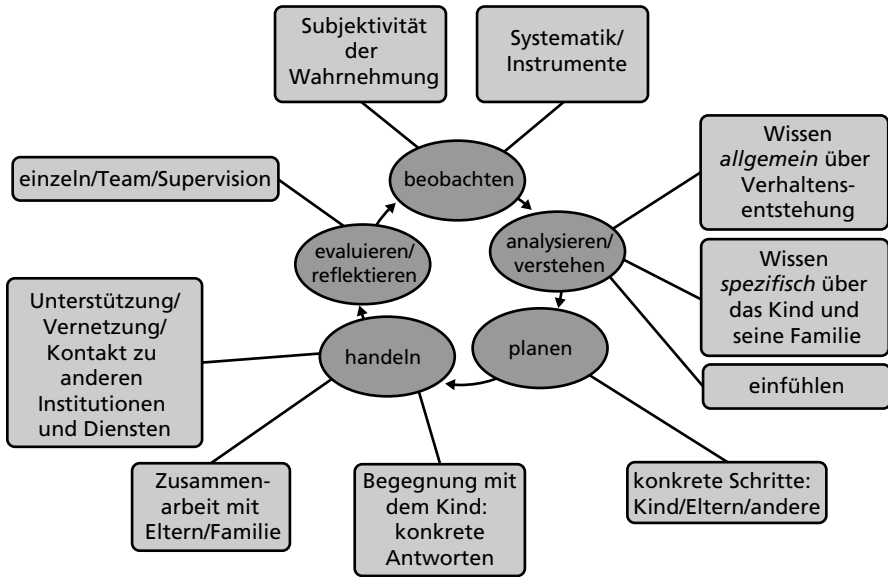 Subjektivität
der
Wahrnehmung
Systematik/
Instrumente
beobachten
Wissen
allgemein über
Verhaltens-
entstehung
einzeln/Team/Supervision
evaluieren/
reflektieren
analysieren/
verstehen
Wissen
spezifisch über
das Kind und
seine Familie
Unterstützung/
Vernetzung/
Kontakt zu
anderen
Institutionen
und Diensten
handeln
planen
einfühlen
Zusammen-
arbeit mit
Eltern/Familie
Begegnung mit
dem Kind:
konkrete
Antworten
konkrete Schritte:
Kind/Eltern/andere